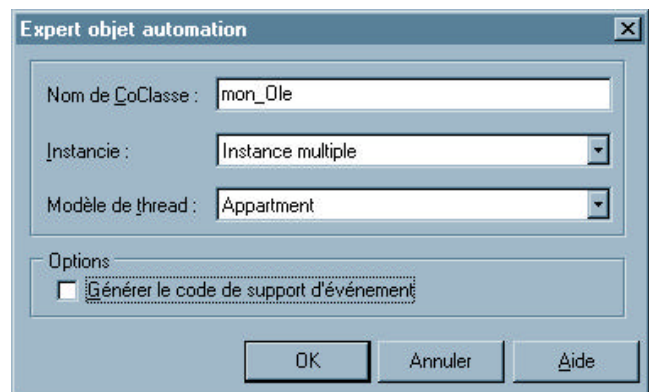 Expert objet automation
Nom de CoClasse : mon_Ole
Instancie : Instance multiple
Modèle de thread : Appartment
Options
Générer le code de support d'événement
OK Annuler Aide